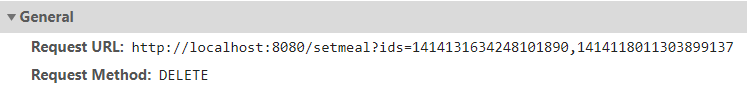 General
Request URL: http://localhost:8080/setmeal?ids=1414131634248101890,1414118011303899137
Request Method: DELETE